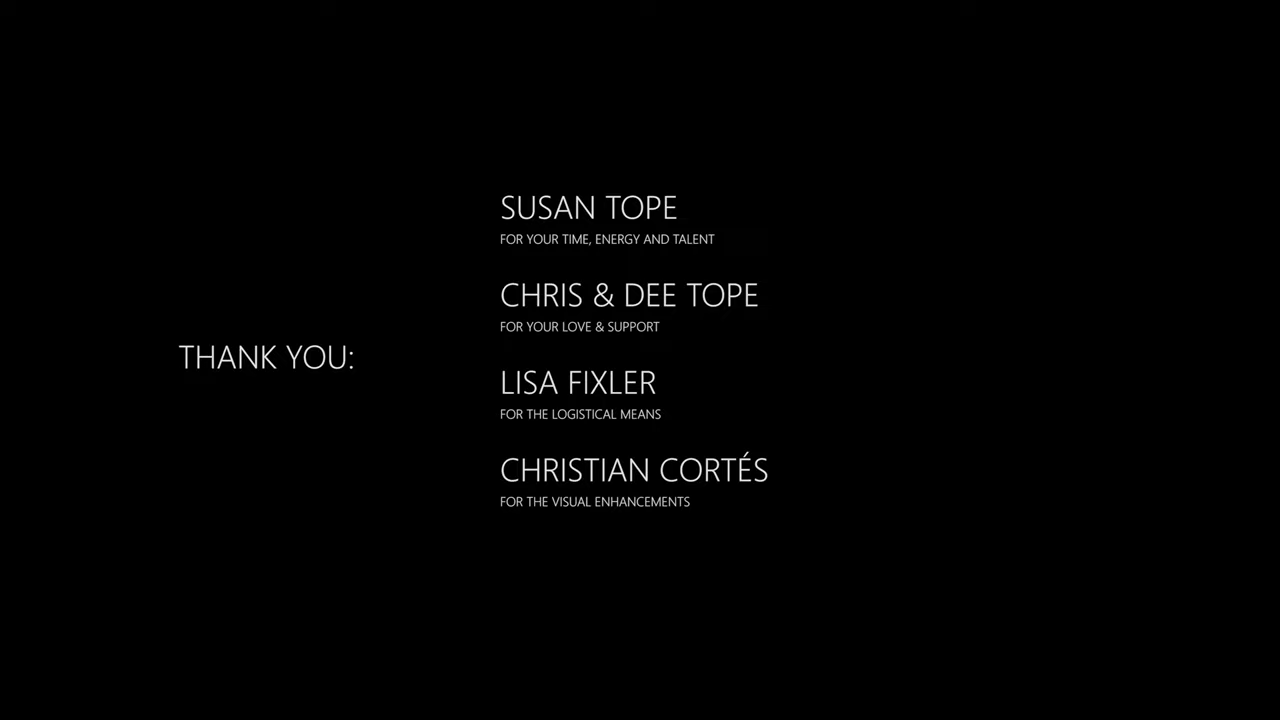 THANK YOU:
SUSAN TOPE
FOR YOUR TIME, ENERGY AND TALENT
CHRIS & DEE TOPE
FOR YOUR LOVE & SUPPORT
LISA FIXLER
FOR THE LOGISTICAL MEANS
CHRISTIAN CORTÉS
FOR THE VISUAL ENHANCEMENTS